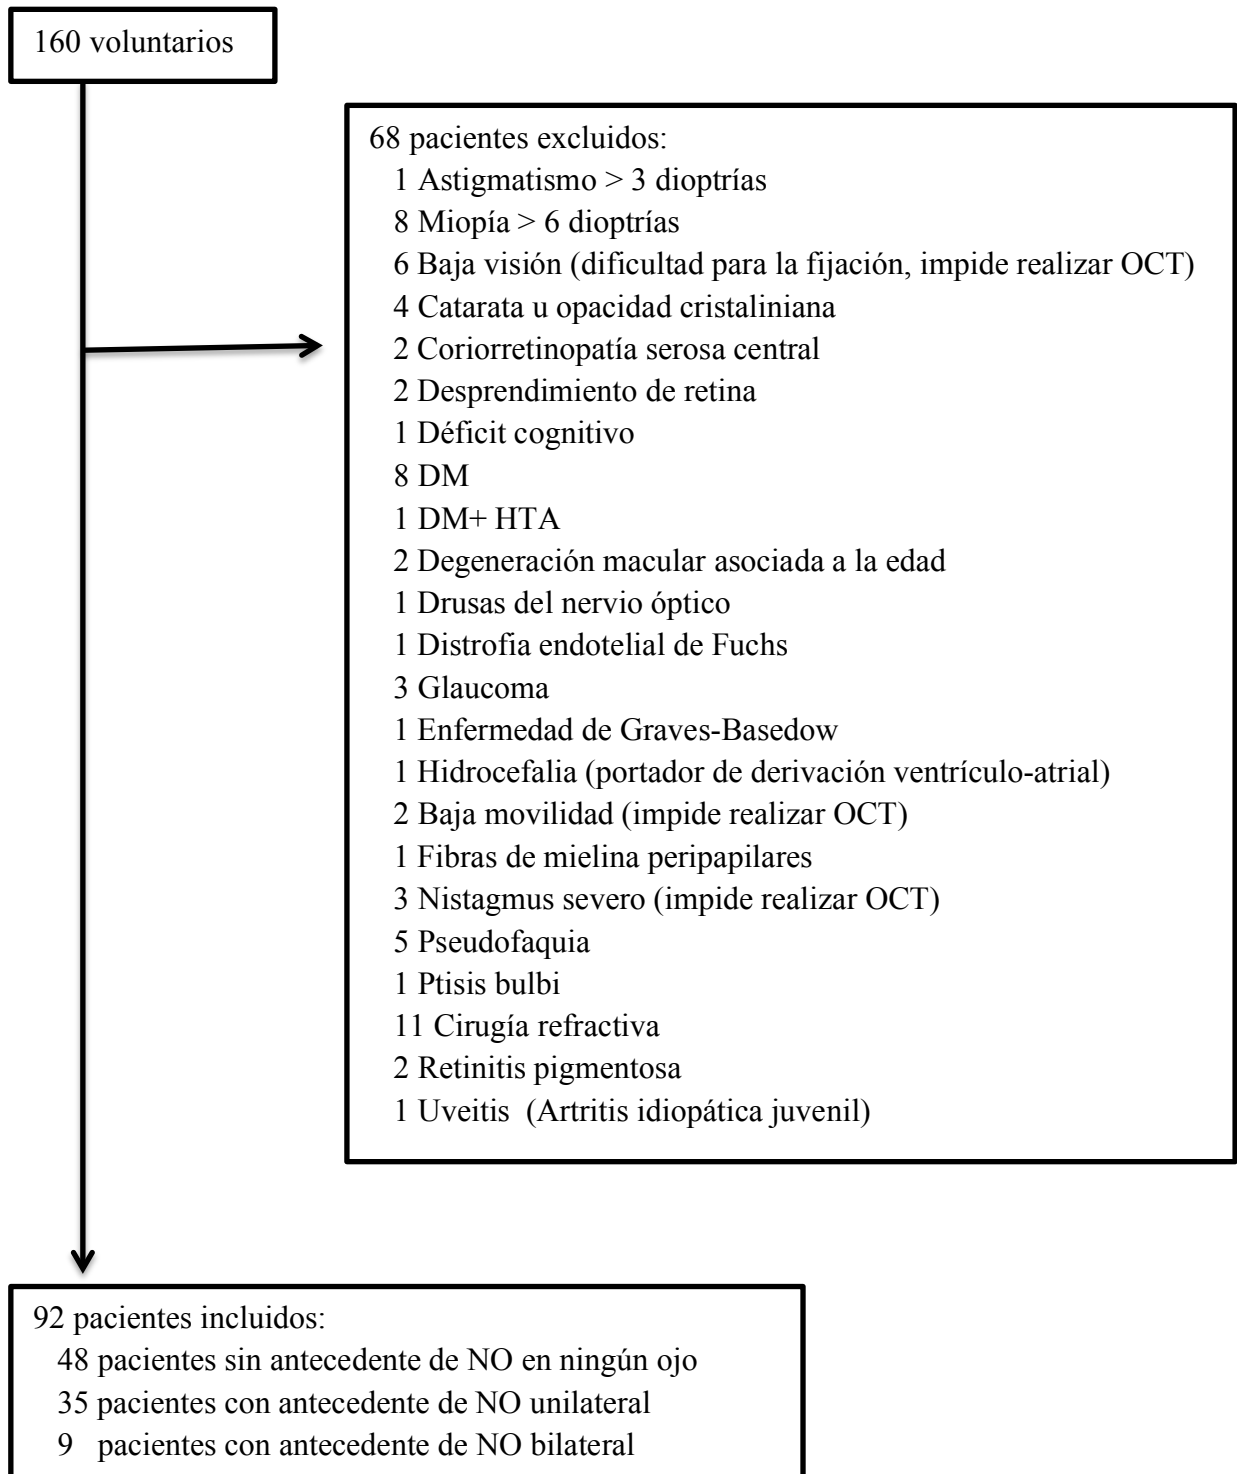 160 voluntarios
68 pacientes excluidos:
1 Astigmatismo > 3 dioptrías
8 Miopía > 6 dioptrías
6 Baja visión (dificultad para la fijación, impide realizar OCT)
4 Catarata u opacidad cristaliniana
2 Coriorretinopatía serosa central
2 Desprendimiento de retina
1 Déficit cognitivo
8 DM
1 DM+ HTA
2 Degeneración macular asociada a la edad
1 Drusas del nervio óptico
1 Distrofia endotelial de Fuchs
3 Glaucoma
1 Enfermedad de Graves-Basedow
1 Hidrocefalia (portador de derivación ventrículo-atrial)
2 Baja movilidad (impide realizar OCT)
1 Fibras de mielina peripapilares
3 Nistagmus severo (impide realizar OCT)
5 Pseudofaquia
1 Ptisis bulbi
11 Cirugía refractiva
2 Retinitis pigmentosa
1 Uveitis  (Artritis idiopática juvenil)
92 pacientes incluidos:
48 pacientes sin antecedente de NO en ningún ojo
35 pacientes con antecedente de NO unilateral
9   pacientes con antecedente de NO bilateral